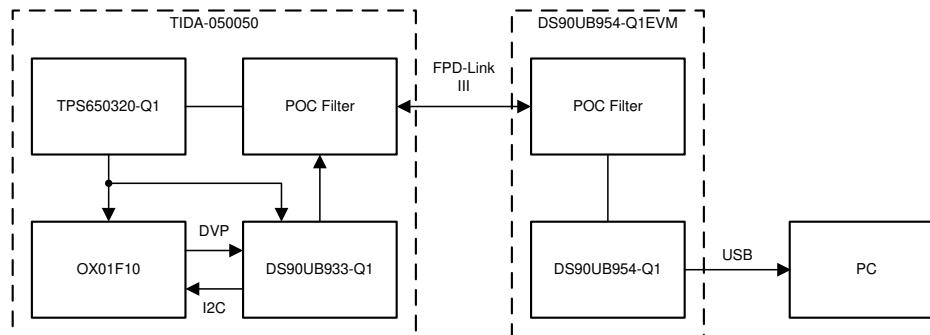 TIDA-050050
DS90UB954-Q1EVM
TPS650320-Q1
POC Filter
FPD-Link
III
POC Filter
OX01F10
DVP
I2C
DS90UB933-Q1
DS90UB954-Q1
USB
PC